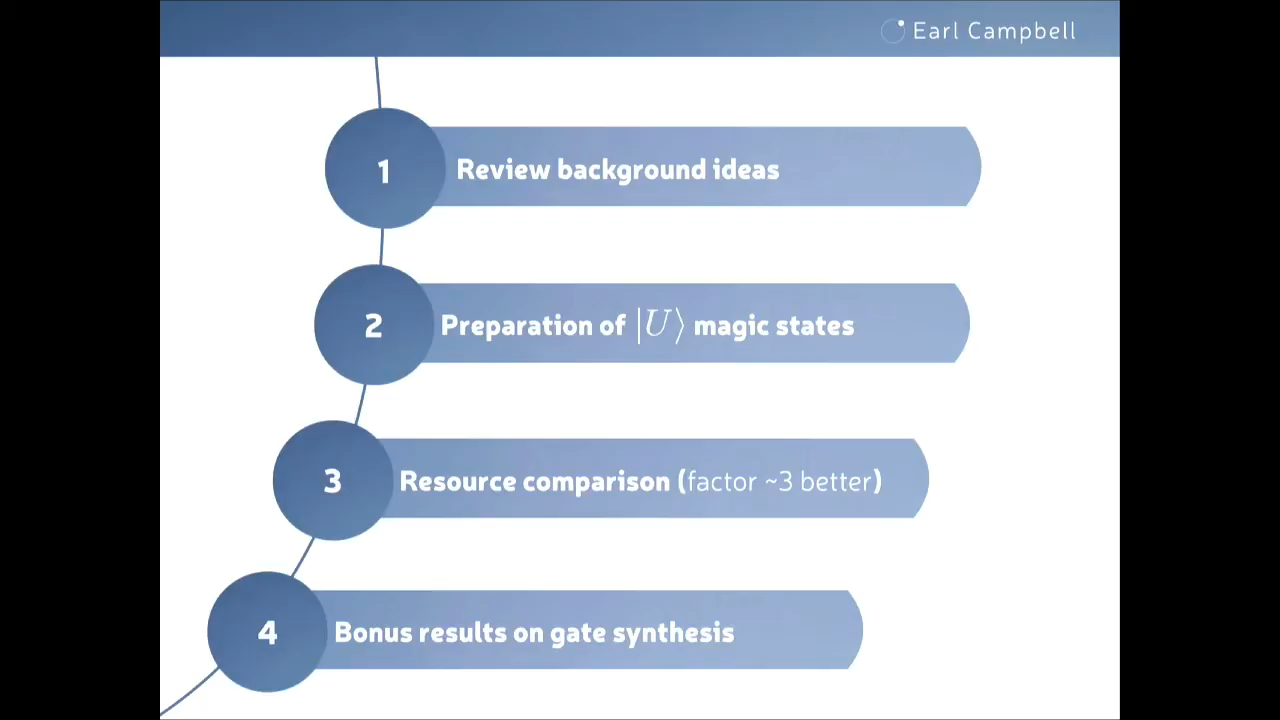 Earl Campbell
1 Review background ideas
2 Preparation of |U⟩ magic states
3 Resource comparison (factor ~3 better)
4 Bonus results on gate synthesis